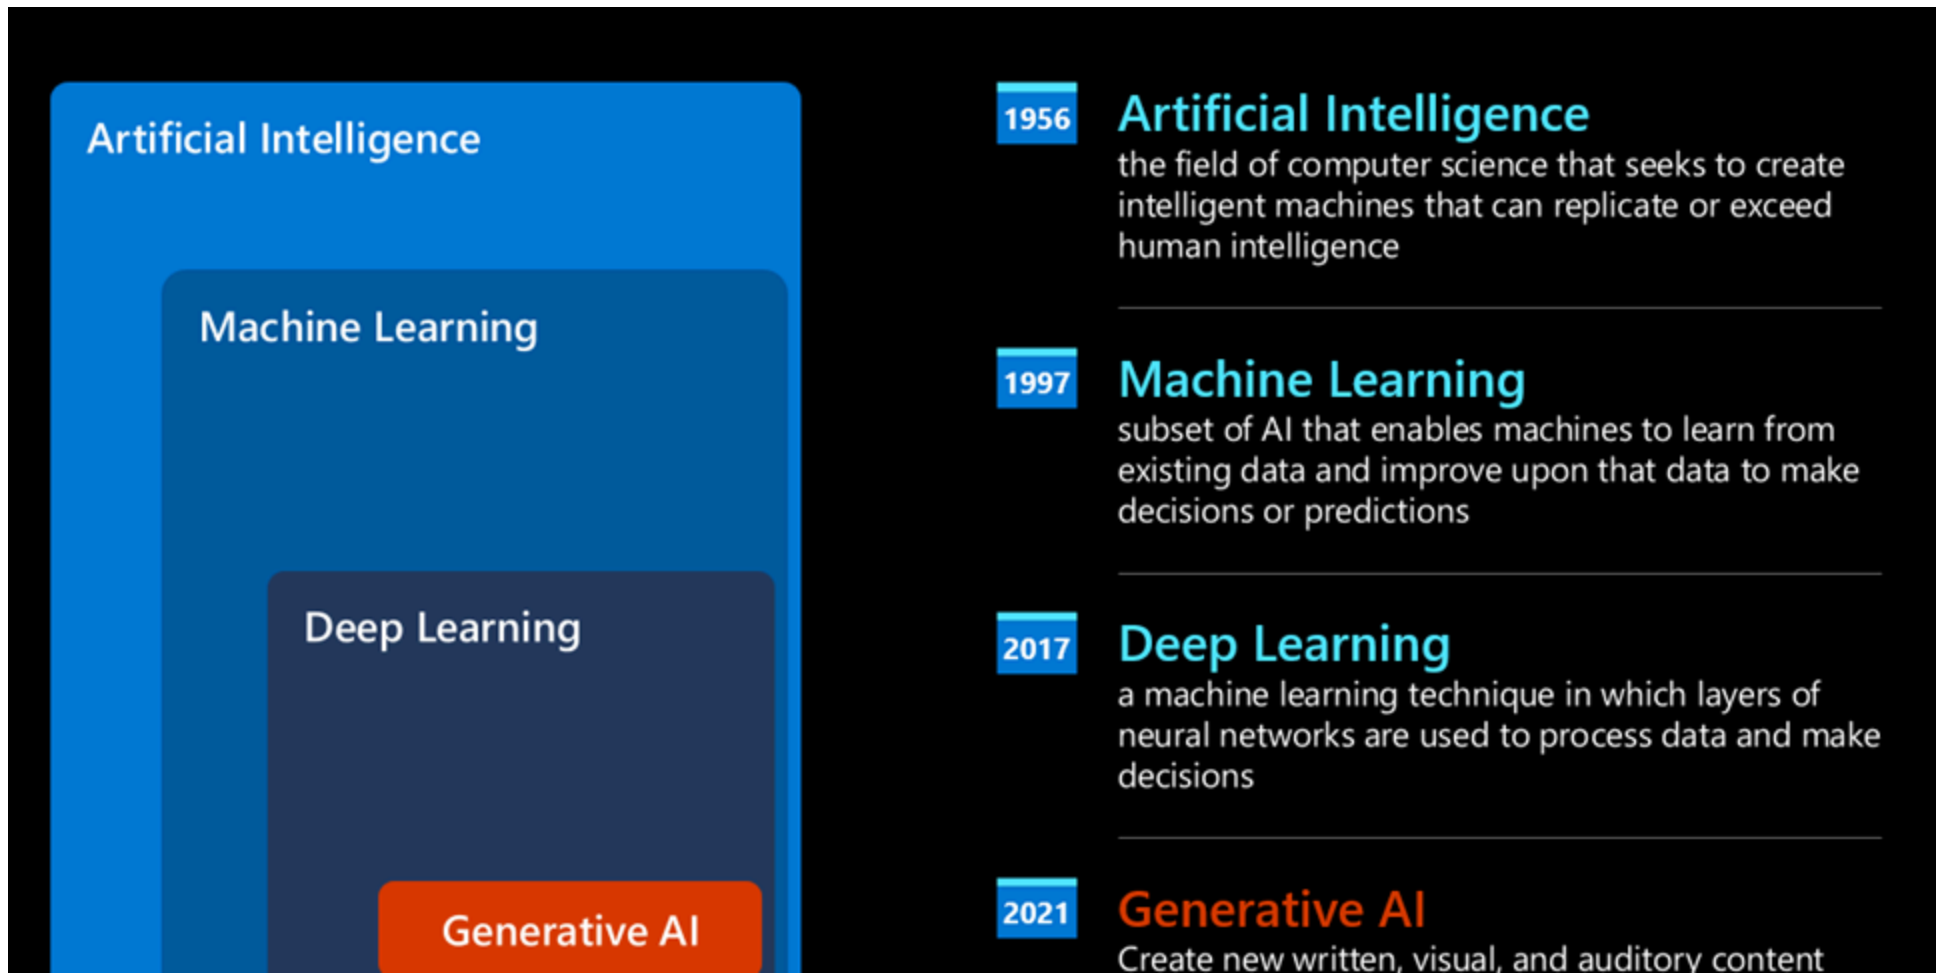 Artificial Intelligence
Machine Learning
Deep Learning
Generative AI
1956
Artificial Intelligence
the field of computer science that seeks to create
intelligent machines that can replicate or exceed
human intelligence
1997
Machine Learning
subset of AI that enables machines to learn from
existing data and improve upon that data to make
decisions or predictions
2017
Deep Learning
a machine learning technique in which layers of
neural networks are used to process data and make
decisions
2021
Generative AI
Create new written, visual, and auditory content